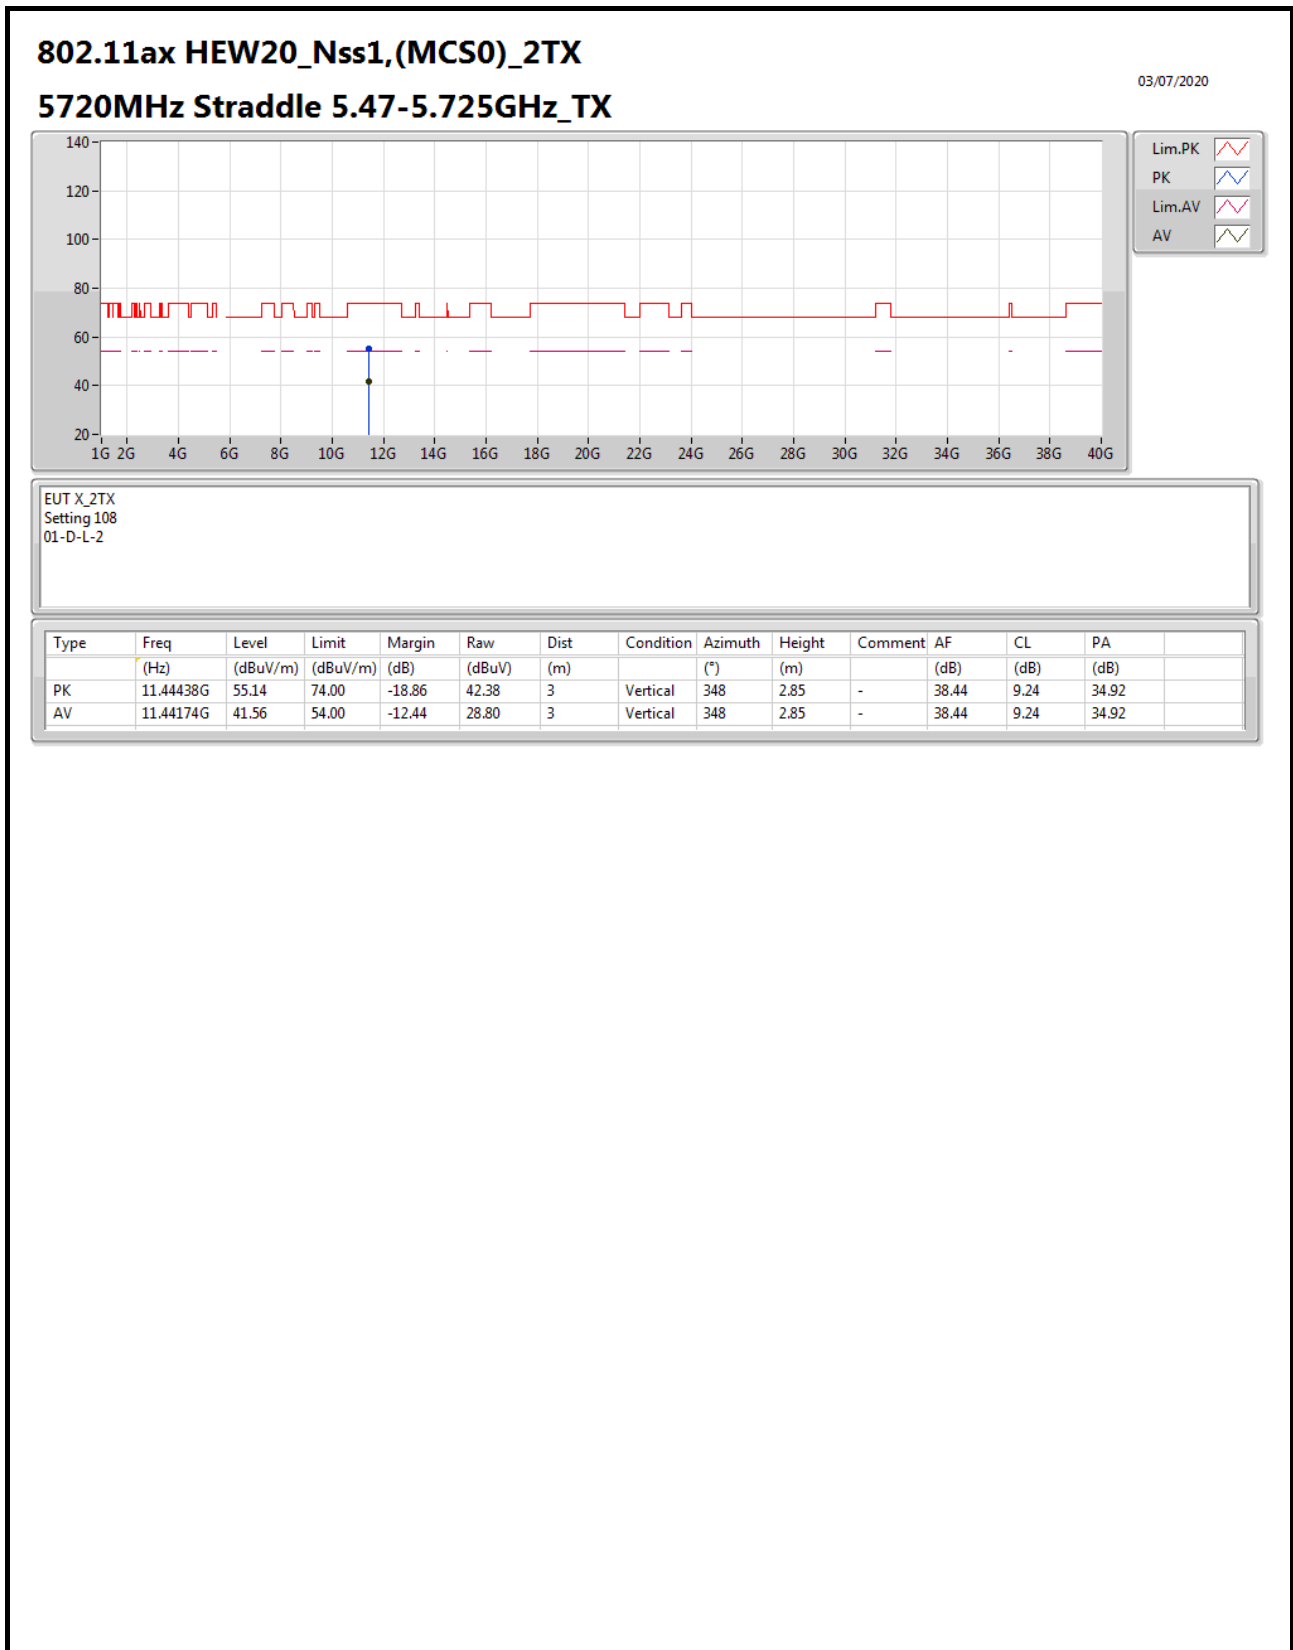 802.11ax HEW20_Nss1,(MCS0)_2TX
03/07/2020
5720MHz Straddle 5.47-5.725GHz_TX
140
120
100
80
60
40
20
1G 2G 4G 6G 8G 10G 12G 14G 16G 18G 20G 22G 24G 26G 28G 30G 32G 34G 36G 38G 40G
Lim.PK
PK
Lim.AV
AV
EUT X_2TX
Setting 108
01-D-L-2
Type Freq Level Limit Margin Raw Dist Condition Azimuth Height Comment AF CL PA
(Hz) (dBuV/m) (dBuV/m) (dB) (dBuV) (m) (°) (m) (dB) (dB) (dB)
PK 11.44438G 55.14 74.00 -18.86 42.38 3 Vertical 348 2.85 - 38.44 9.24 34.92
AV 11.44174G 41.56 54.00 -12.44 28.80 3 Vertical 348 2.85 - 38.44 9.24 34.92